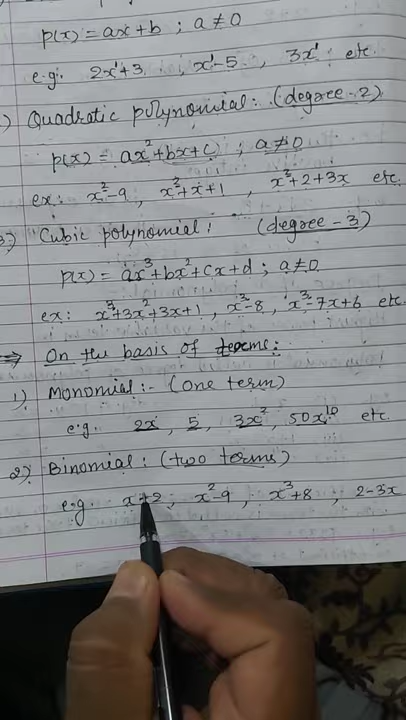 p(x) = ax + b ; a ≠ 0
e.g. 2x¹+3 , x¹-5 , 3x¹ etc.
) Quadratic polynomial: (degree-2)
p(x) = ax²+bx+c ; a≠0
ex: x²-9 , x²+x+1 , x²+2+3x etc.
3:) Cubic polynomial: (degree-3)
p(x) = ax³+bx²+cx+d ; a≠0
ex: x³+3x²+3x+1 , x³-8 , x³-7x+6 etc.
⇒ On the basis of terms:
1). Monomial:- (one term)
e.g. 2x , 5 , 3x² , 50x¹⁰ etc.
2). Binomial: (two terms)
e.g. x+2 , x²-9 , x³+8 , 2-3x